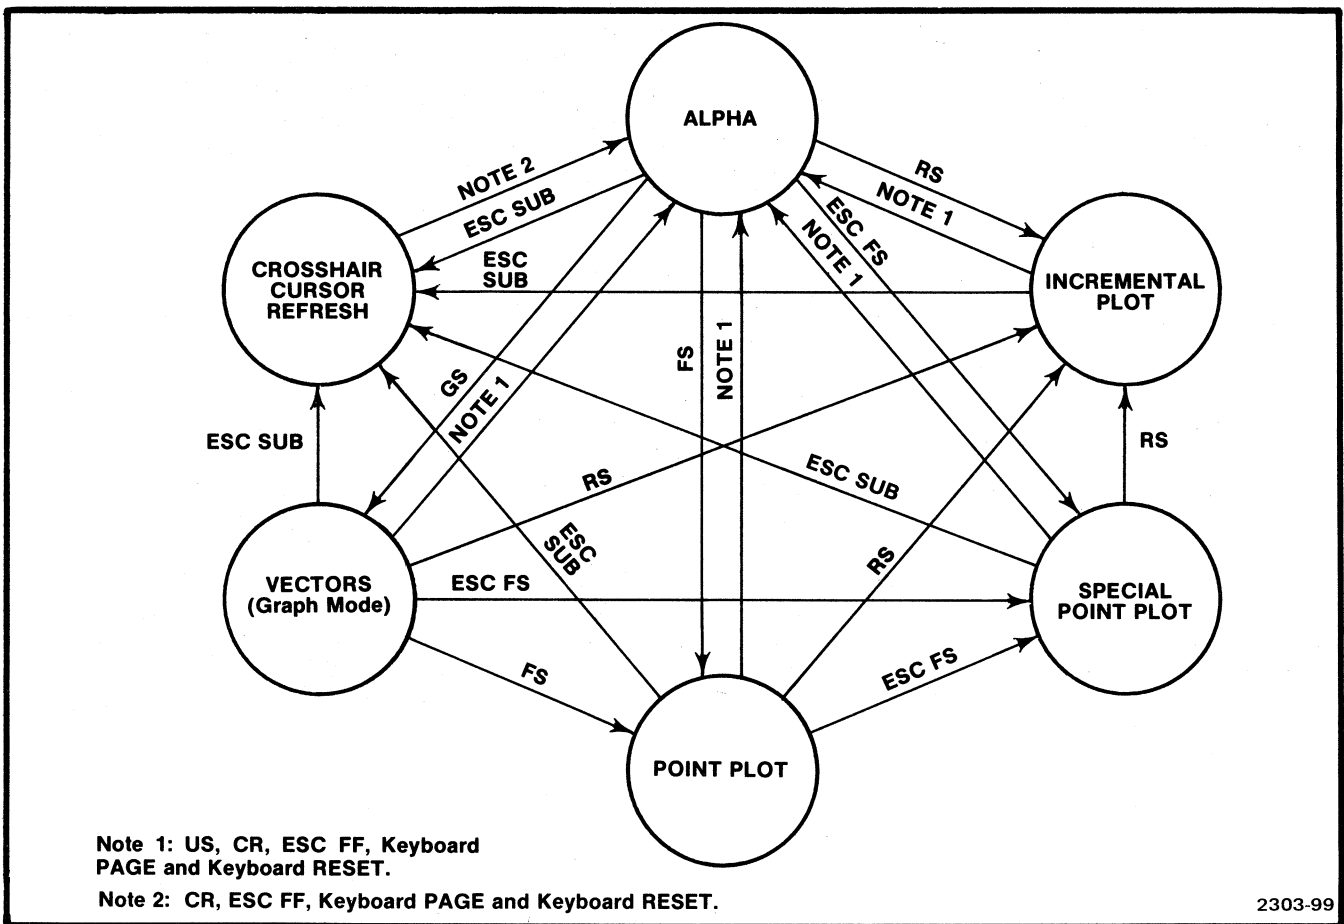 ALPHA
NOTE 2
ESC SUB
RS
NOTE 1
ESC FS
NOTE 1
ESC
SUB
CROSSHAIR
CURSOR
REFRESH
INCREMENTAL
PLOT
GS
NOTE 1
FS
NOTE 1
ESC SUB
RS
ESC SUB
RS
ESC
SUB
RS
VECTORS
(Graph Mode)
ESC FS
SPECIAL
POINT PLOT
FS
ESC FS
POINT PLOT
Note 1: US, CR, ESC FF, Keyboard
PAGE and Keyboard RESET.
Note 2: CR, ESC FF, Keyboard PAGE and Keyboard RESET.
2303-99